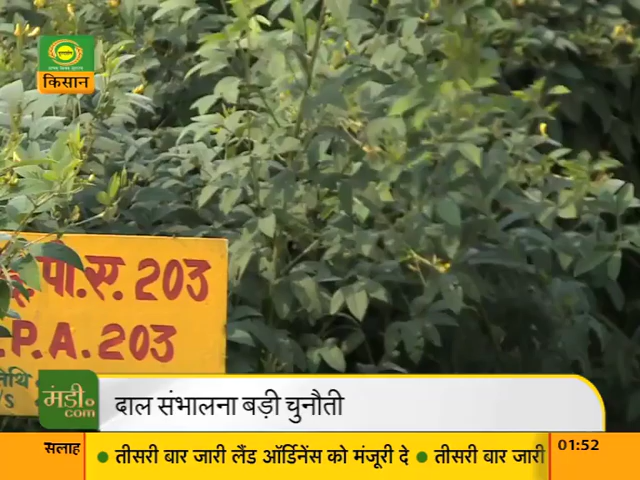 किसान
पी.ए. 203
.P.A. 203
तिथि
/S
मंडी.com
दाल संभालना बड़ी चुनौती
सलाह
• तीसरी बार जारी लैंड ऑर्डिनेंस को मंजूरी दे • तीसरी बार जारी
01:52